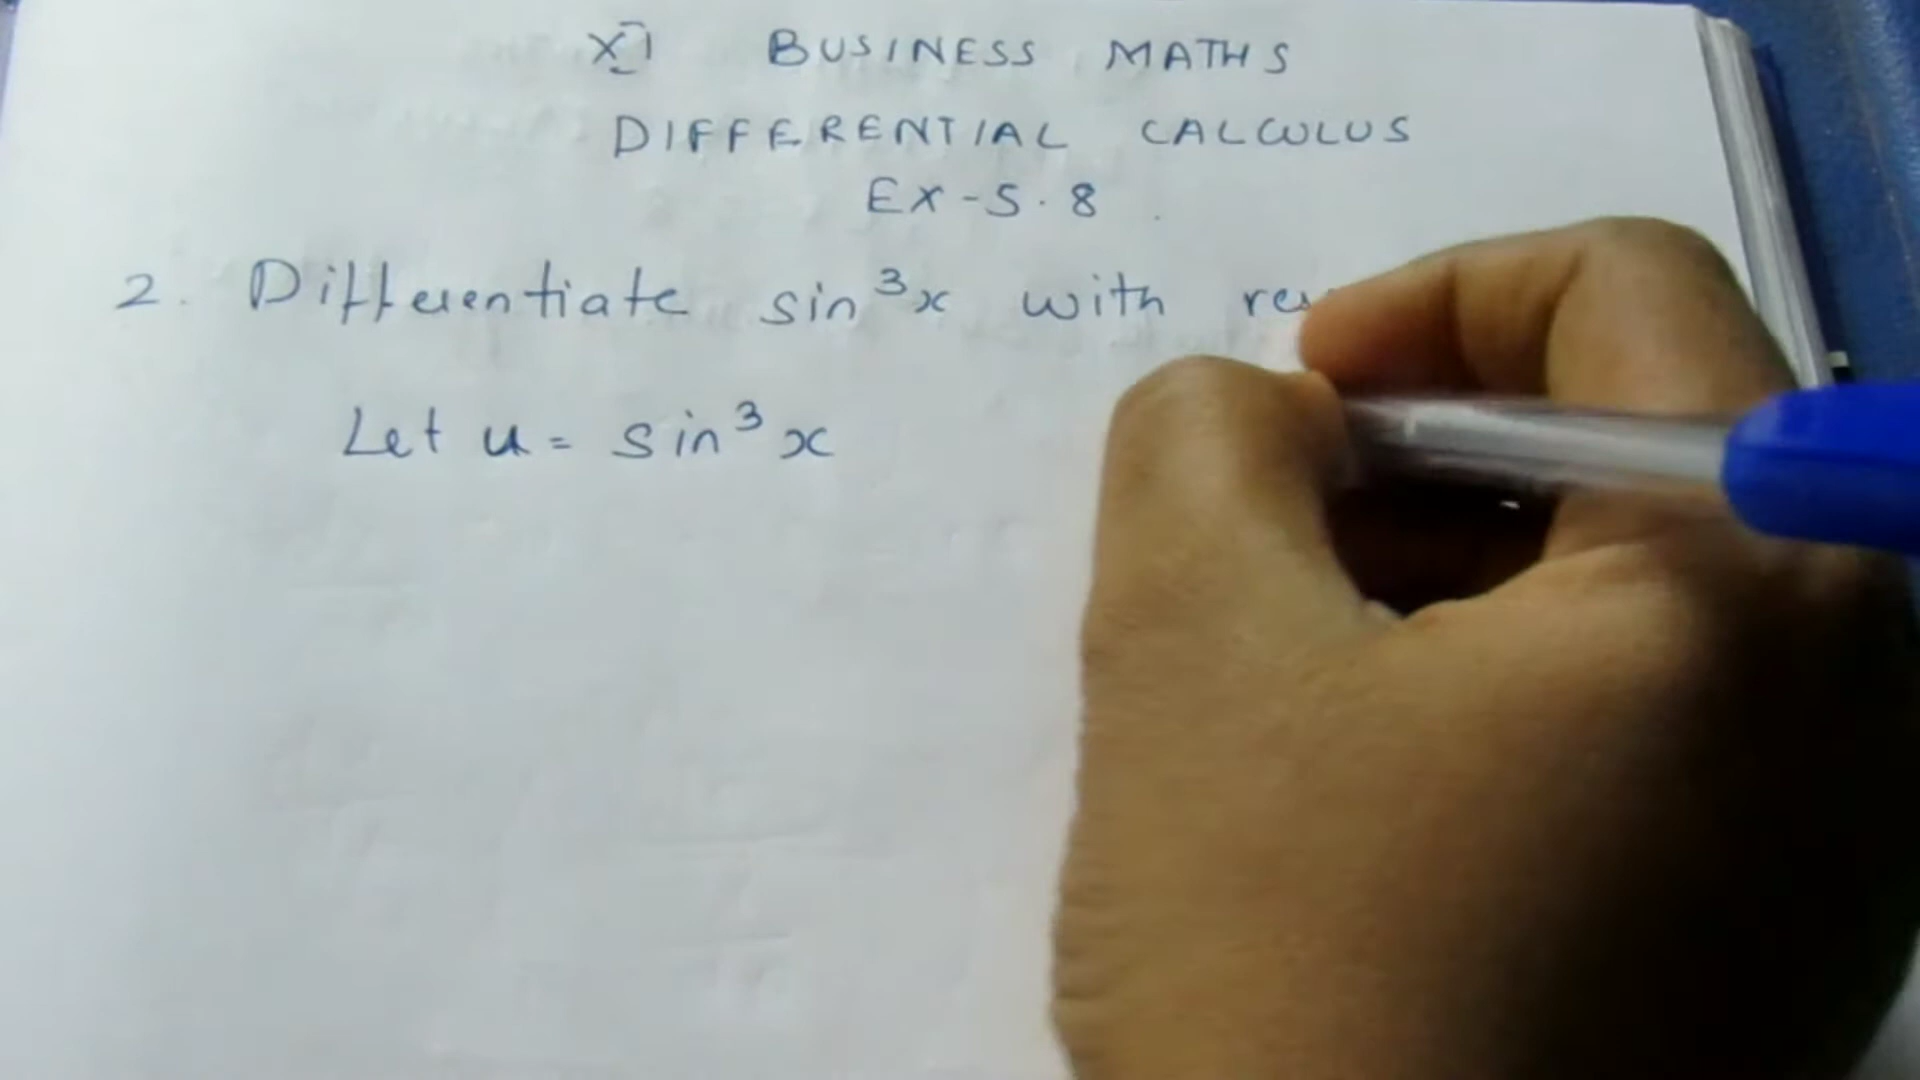 XI BUSINESS MATHS
DIFFERENTIAL CALCULUS
EX-5.8
2. Differentiate sin³x with
Let u = sin³x